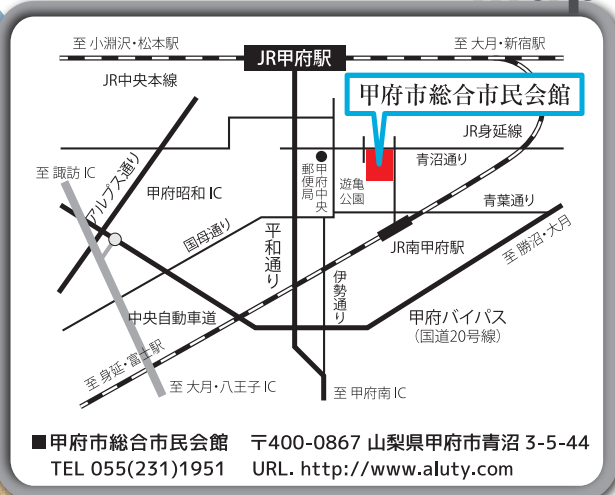 至 小淵沢・松本駅
JR甲府駅
至 大月・新宿駅
JR中央本線
甲府市総合市民会館
JR身延線
青沼通り
至 諏訪 IC
アルプス通り
甲府昭和 IC
甲府中央
郵便局
遊亀
公園
青葉通り
国母通り
平和通り
伊勢通り
JR南甲府駅
至 勝沼・大月
中央自動車道
甲府バイパス
(国道20号線)
至 身延・富士駅
至 大月・八王子 IC
至 甲府南 IC
■甲府市総合市民会館 〒400-0867 山梨県甲府市青沼 3-5-44
TEL 055(231)1951 URL. http://www.aluty.com